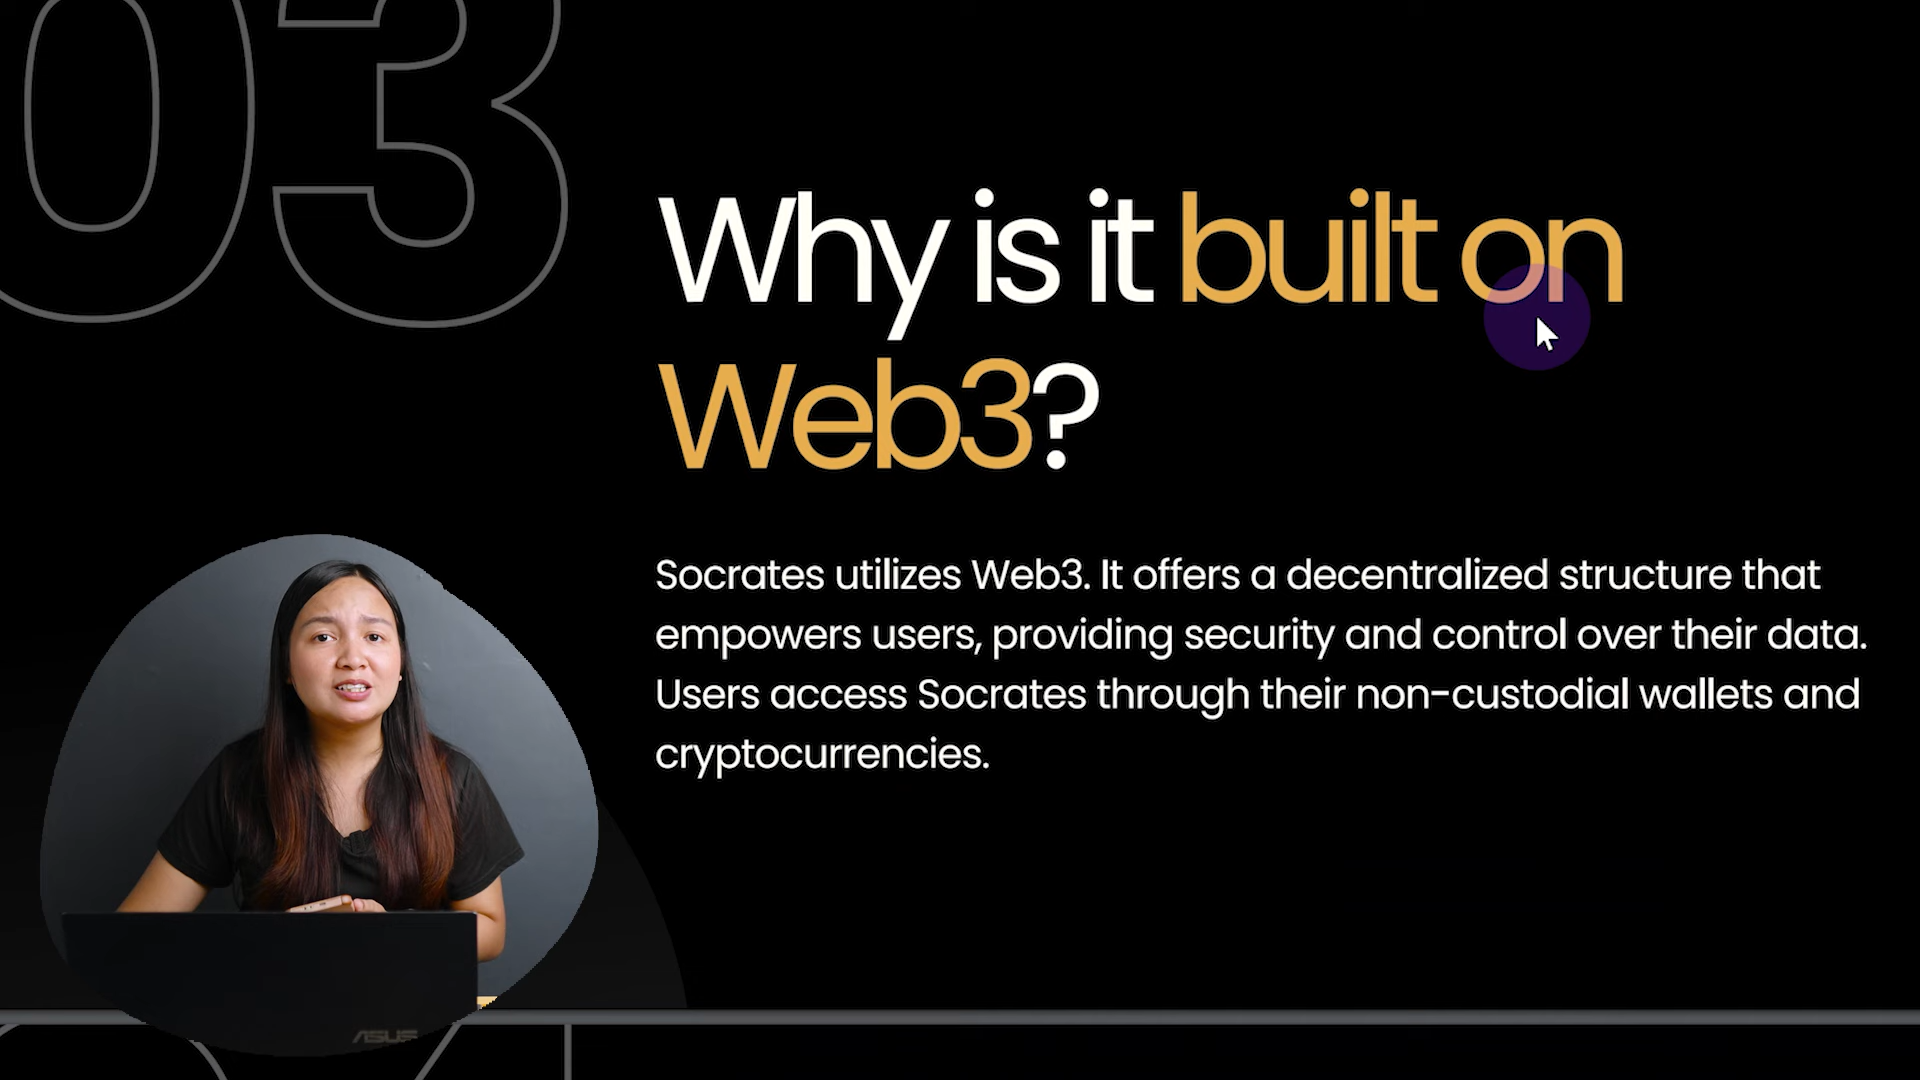 03
Why is it built on
Web3?
Socrates utilizes Web3. It offers a decentralized structure that
empowers users, providing security and control over their data.
Users access Socrates through their non-custodial wallets and
cryptocurrencies.
ASUS